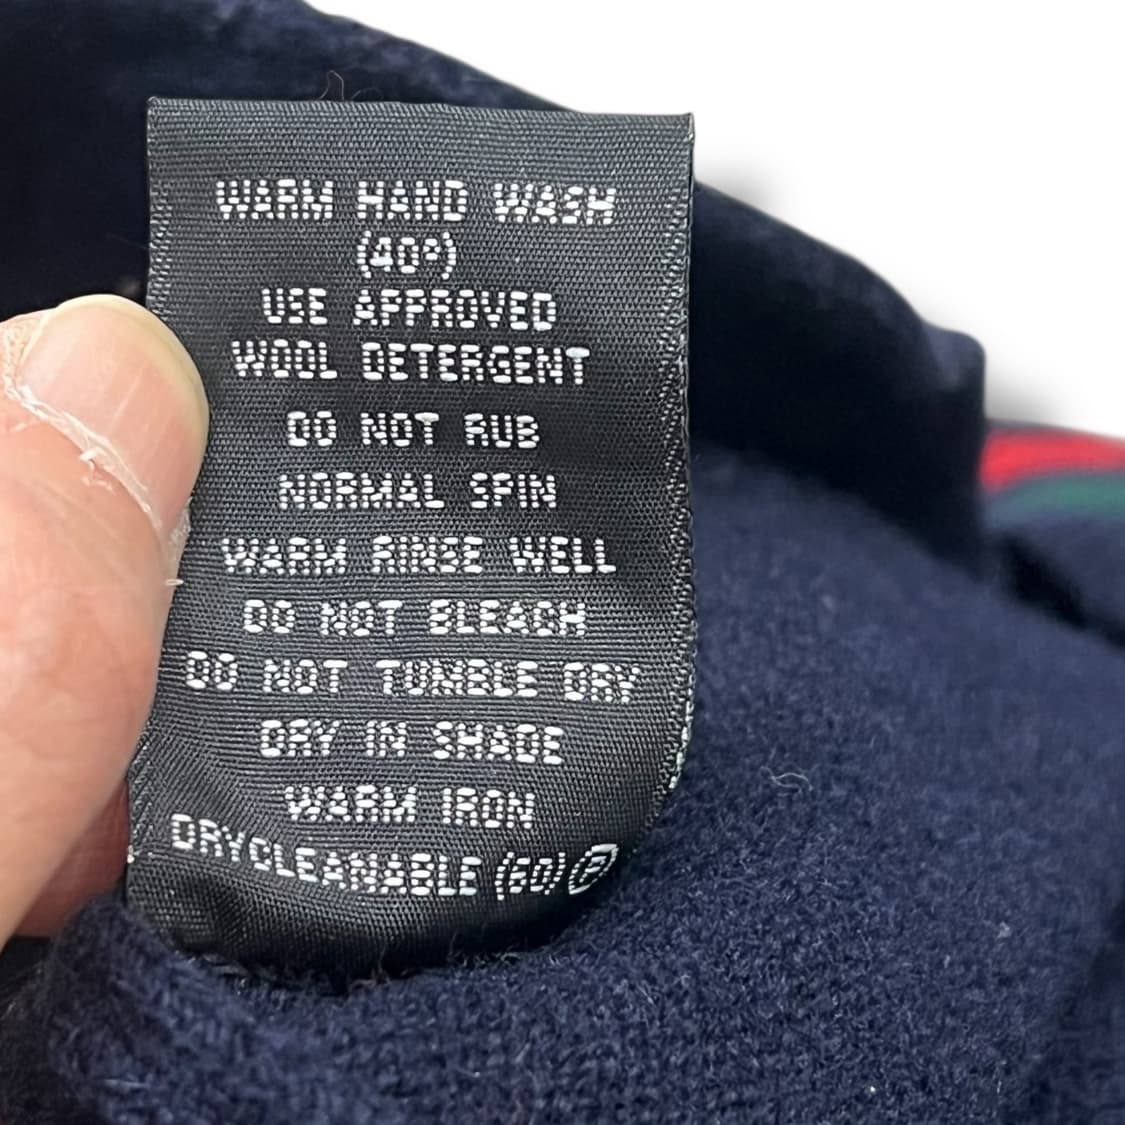 WARM HAND WASH
(40º)
USE APPROVED
WOOL DETERGENT
DO NOT RUB
NORMAL SPIN
WARM RINSE WELL
DO NOT BLEACH
DO NOT TUMBLE DRY
DRY IN SHADE
WARM IRON
DRYCLEANABLE (50) Ⓟ